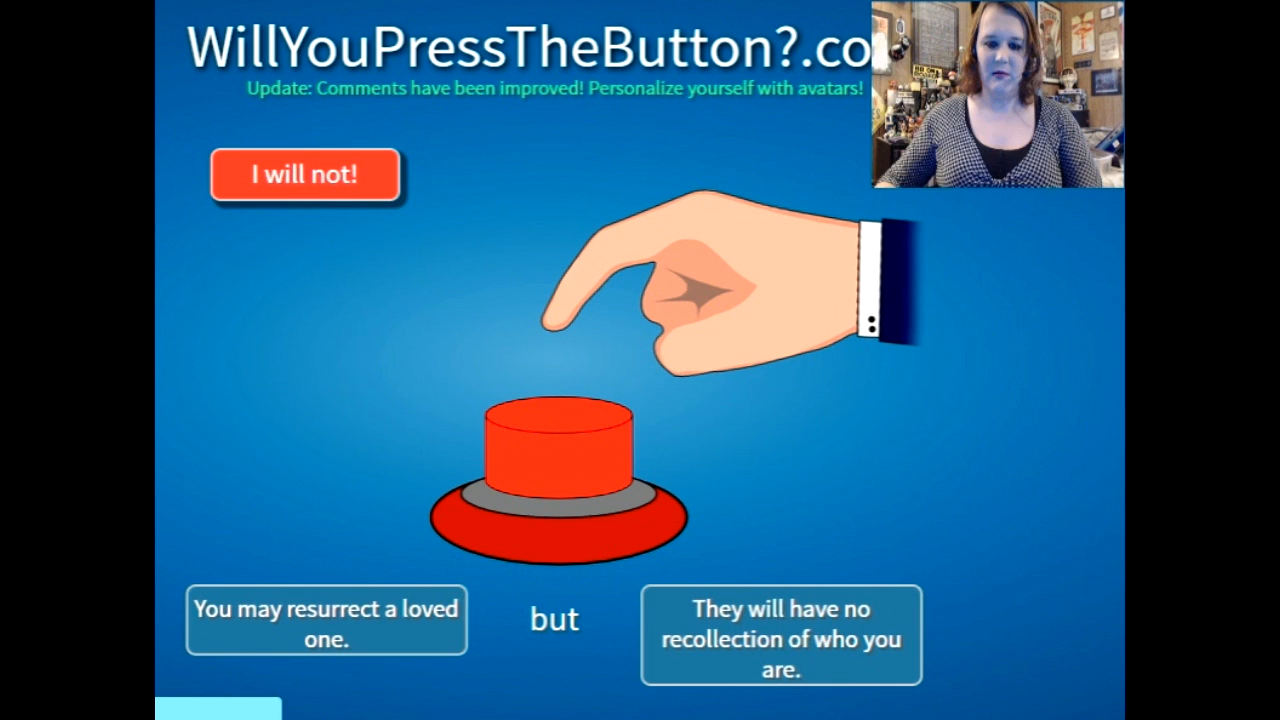 WillYouPressTheButton?.co
Update: Comments have been improved! Personalize yourself with avatars!
I will not!
You may resurrect a loved
one.
but
They will have no
recollection of who you
are.